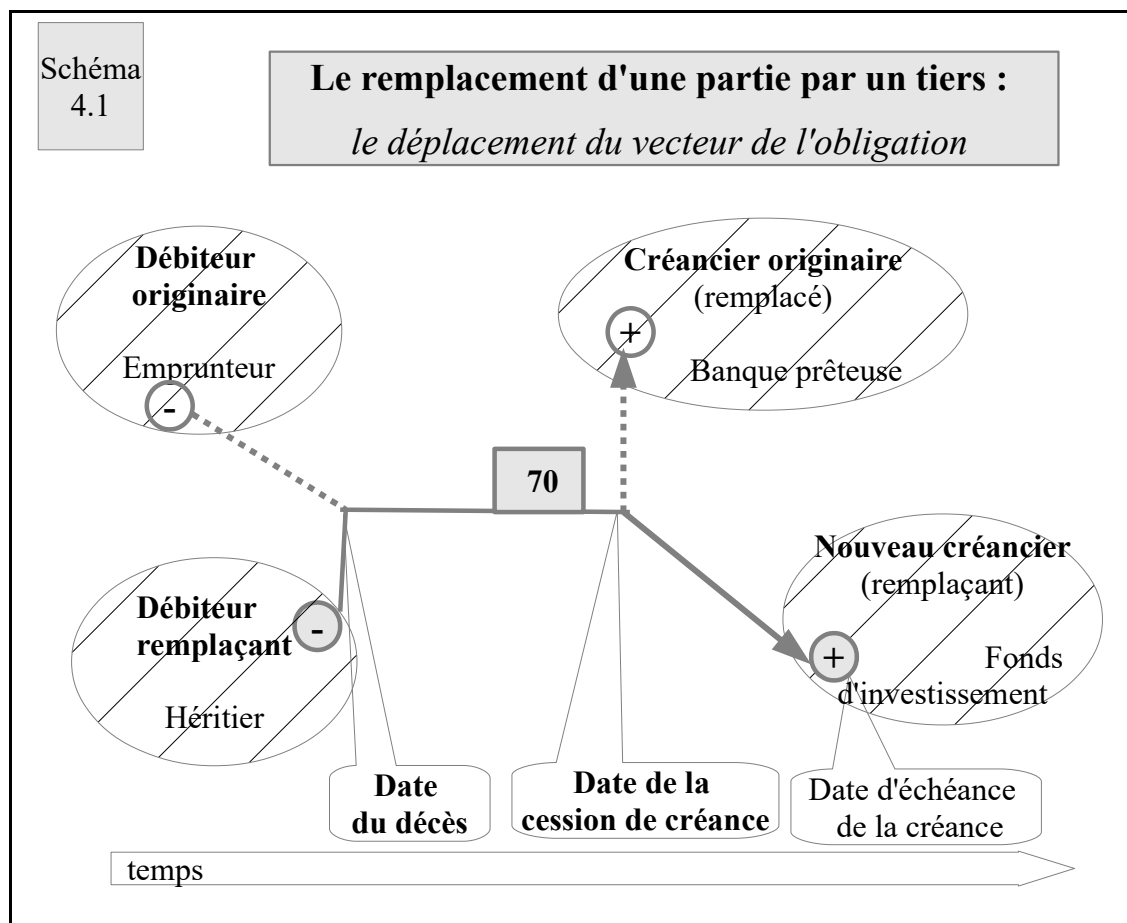 Schéma
4.1
Le remplacement d'une partie par un tiers :
le déplacement du vecteur de l'obligation
Débiteur
originaire
Emprunteur
-
Créancier originaire
(remplacé)
+
Banque prêteuse
70
Débiteur
remplaçant
-
Héritier
Nouveau créancier
(remplaçant)
+
Fonds
d'investissement
Date
du décès
Date de la
cession de créance
Date d'échéance
de la créance
temps